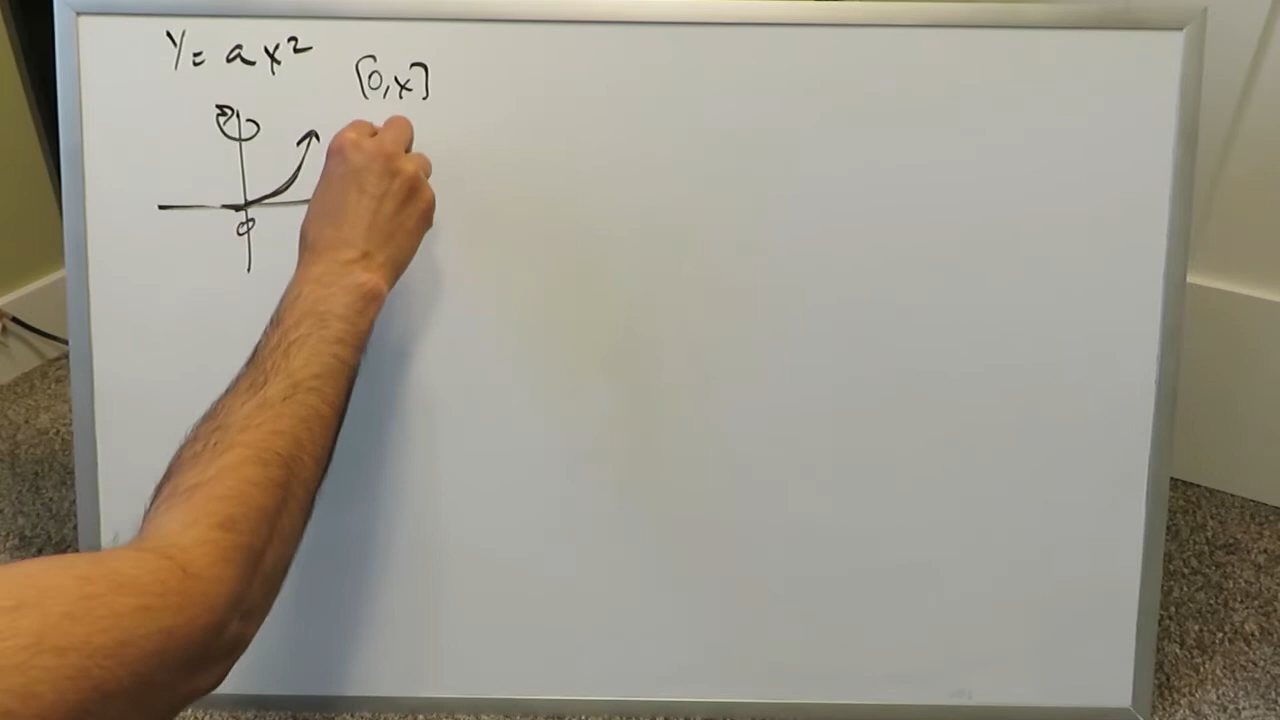 Y = ax²
[0,x]
0